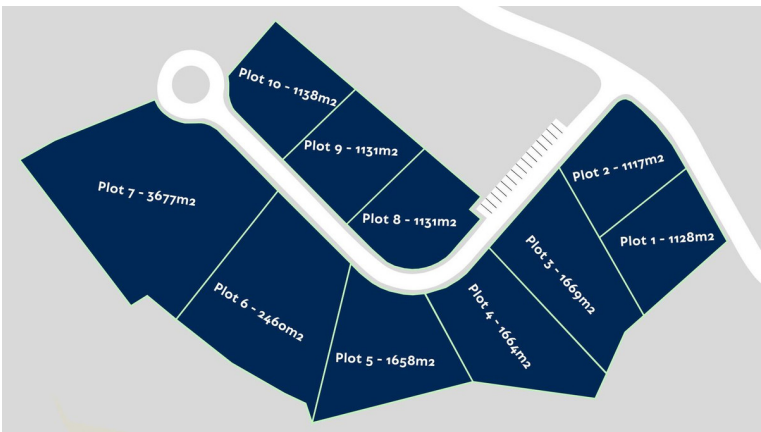 Plot 10 - 1138m2
Plot 9 - 1131m2
Plot 2 - 1117m2
Plot 7 - 3677m2
Plot 8 - 1131m2
Plot 1 - 1128m2
Plot 3 - 1669m2
Plot 6 - 2460m2
Plot 4 - 1664m2
Plot 5 - 1658m2